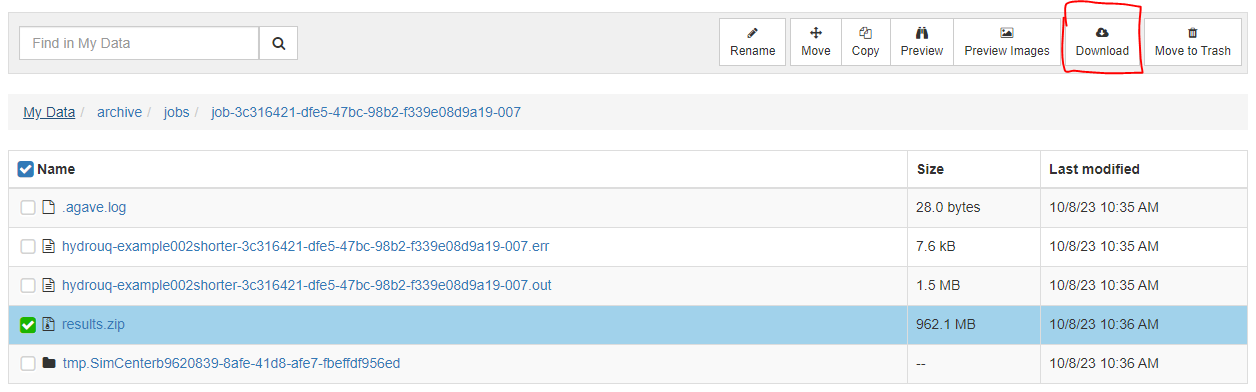 Find in My Data
Rename Move Copy Preview Preview Images Download Move to Trash
My Data / archive / jobs / job-3c316421-dfe5-47bc-98b2-f339e08d9a19-007
Name Size Last modified
.agave.log 28.0 bytes 10/8/23 10:35 AM
hydrouq-example002shorter-3c316421-dfe5-47bc-98b2-f339e08d9a19-007.err 7.6 kB 10/8/23 10:35 AM
hydrouq-example002shorter-3c316421-dfe5-47bc-98b2-f339e08d9a19-007.out 1.5 MB 10/8/23 10:35 AM
results.zip 962.1 MB 10/8/23 10:36 AM
tmp.SimCenterb9620839-8afe-41d8-afe7-fbeffdf956ed -- 10/8/23 10:36 AM